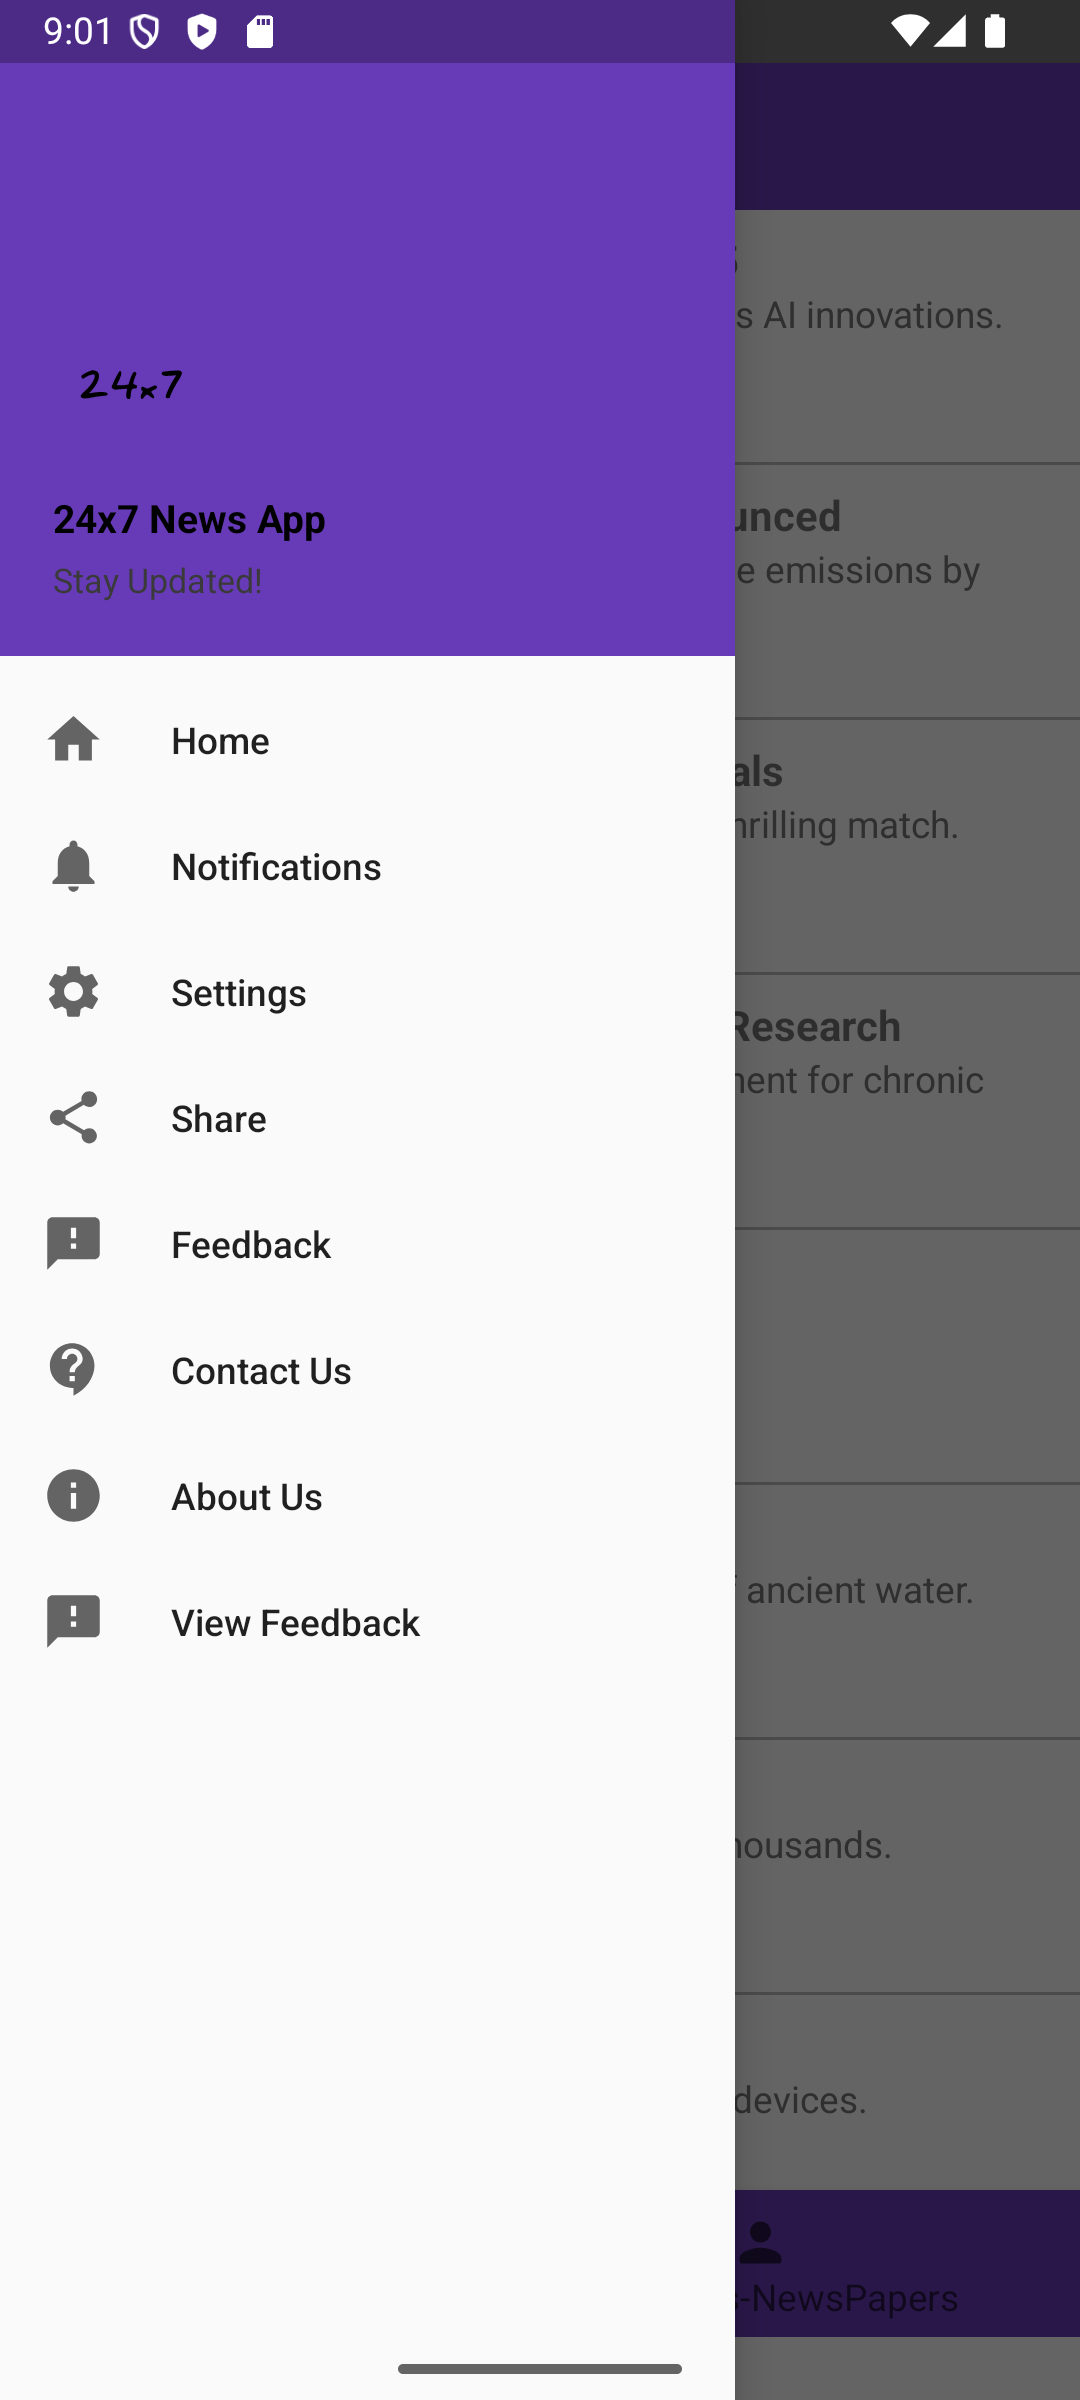 9:01
24x7
24x7 News App
Stay Updated!
Home
Notifications
Settings
Share
Feedback
Contact Us
About Us
View Feedback
s AI innovations.
unced
e emissions by
als
hrilling match.
Research
nent for chronic
ancient water.
housands.
devices.
s-NewsPapers